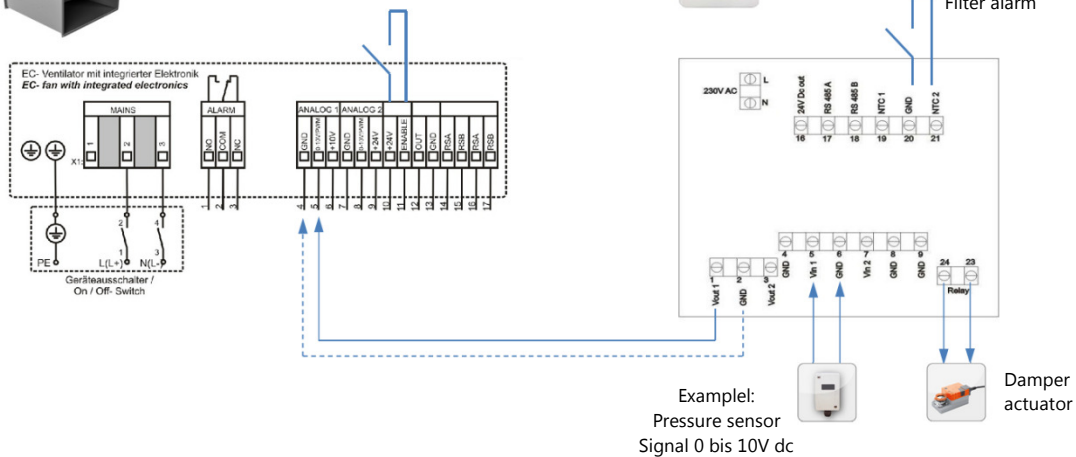 Filter alarm
EC- Ventilator mit integrierter Elektronik
EC- fan with integrated electronics
MAINS
1
2
3
X1:
ALARM
NO
COM
NC
1
2
3
ANALOG 1
ANALOG 2
GND
0-10V/PWM
+10V
GND
0-10V/PWM
+24V
+24V
ENABLE
OUT
GND
RSA
RSB
RSA
RSB
4
5
6
7
8
9
10
11
12
13
14
15
16
17
2
4
1
3
PE
L(L+)
N(L-)
Geräteausschalter /
On / Off- Switch
230V AC
L
N
24V Dc out
RS 485 A
RS 485 B
NTC 1
GND
NTC 2
16
17
18
19
20
21
4
5
6
7
8
9
GND
Vin 1
GND
Vin 2
GND
GND
1
2
3
Vout 1
GND
Vout 2
24
23
Relay
Examplel:
Pressure sensor
Signal 0 bis 10V dc
Damper
actuator